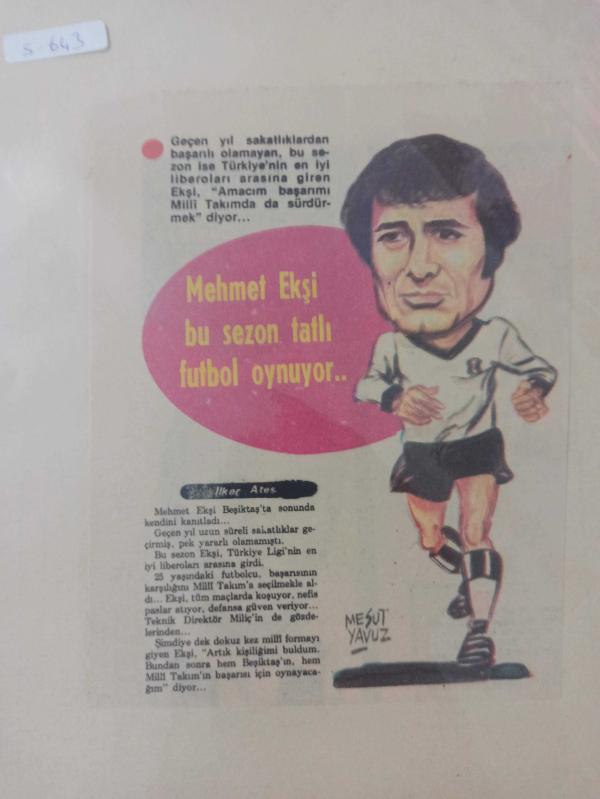 S-643
Geçen yıl sakatlıklardan
başarılı olamayan, bu se-
zon ise Türkiye'nin en iyi
liberoları arasına giren
Ekşi, "Amacım başarımı
Millî Takımda da sürdür-
mek" diyor...
Mehmet Ekşi
bu sezon tatlı
futbol oynuyor..
İlkeç Ateş
Mehmet Ekşi Beşiktaş'ta sonunda
kendini kanıtladı...
Geçen yıl uzun süreli sakatlıklar ge-
çirmiş, pek yararlı olamamıştı.
Bu sezon Ekşi, Türkiye Ligi'nin en
iyi liberoları arasına girdi.
25 yaşındaki futbolcu, başarısının
karşılığını Millî Takım'a seçilmekle al-
dı... Ekşi, tüm maçlarda koşuyor, nefis
paslar atıyor, defansa güven veriyor...
Teknik Direktör Miliç'in de gözde-
lerinden...
Şimdiye dek dokuz kez millî formayı
giyen Ekşi, "Artık kişiliğimi buldum.
Bundan sonra hem Beşiktaş'ın, hem
Millî Takım'ın başarısı için oynayaca-
ğım" diyor...
MESUT
YAVUZ